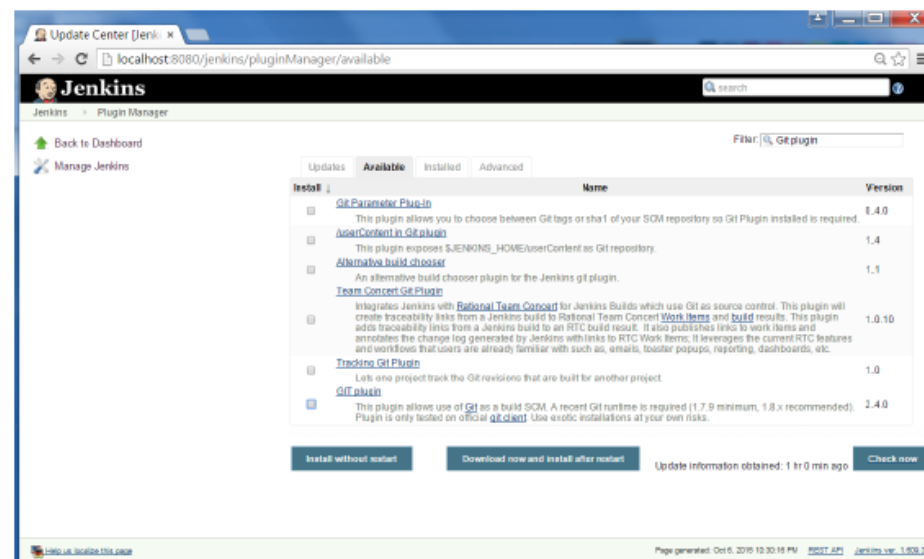 Update Center [Jenki
localhost:8080/jenkins/pluginManager/available
Jenkins
search
Jenkins
Plugin Manager
Back to Dashboard
Filter: Git plugin
Manage Jenkins
Updates Available Installed Advanced
Install ↓ Name Version
Git Parameter Plug-In
This plugin allows you to choose between Git tags or sha1 of your SCM repository so Git Plugin installed is required. 0.4.0
/userContent in Git plugin
This plugin exposes $JENKINS_HOME/userContent as Git repository. 1.4
Alternative build chooser
An alternative build chooser plugin for the Jenkins git plugin. 1.1
Team Concert Git Plugin
Integrates Jenkins with Rational Team Concert for Jenkins Builds which use Git as source control. This plugin will
create traceability links from a Jenkins build to Rational Team Concert Work Items and build results. This plugin
adds traceability links from a Jenkins build to an RTC build result. It also publishes links to work items and 1.0.10
annotates the change log generated by Jenkins with links to RTC Work Items; It leverages the current RTC features
and workflows that users are already familiar with such as, emails, toaster popups, reporting, dashboards, etc.
Tracking Git Plugin
Lets one project track the Git revisions that are built for another project. 1.0
GIT plugin
This plugin allows use of Git as a build SCM. A recent Git runtime is required (1.7.9 minimum, 1.8.x recommended). 2.4.0
Plugin is only tested on official git client. Use exotic installations at your own risks.
Install without restart Download now and install after restart Update information obtained: 1 hr 0 min ago Check now
Help us localize this page Page generated: Oct 6, 2015 10:30:16 PM REST API Jenkins ver.